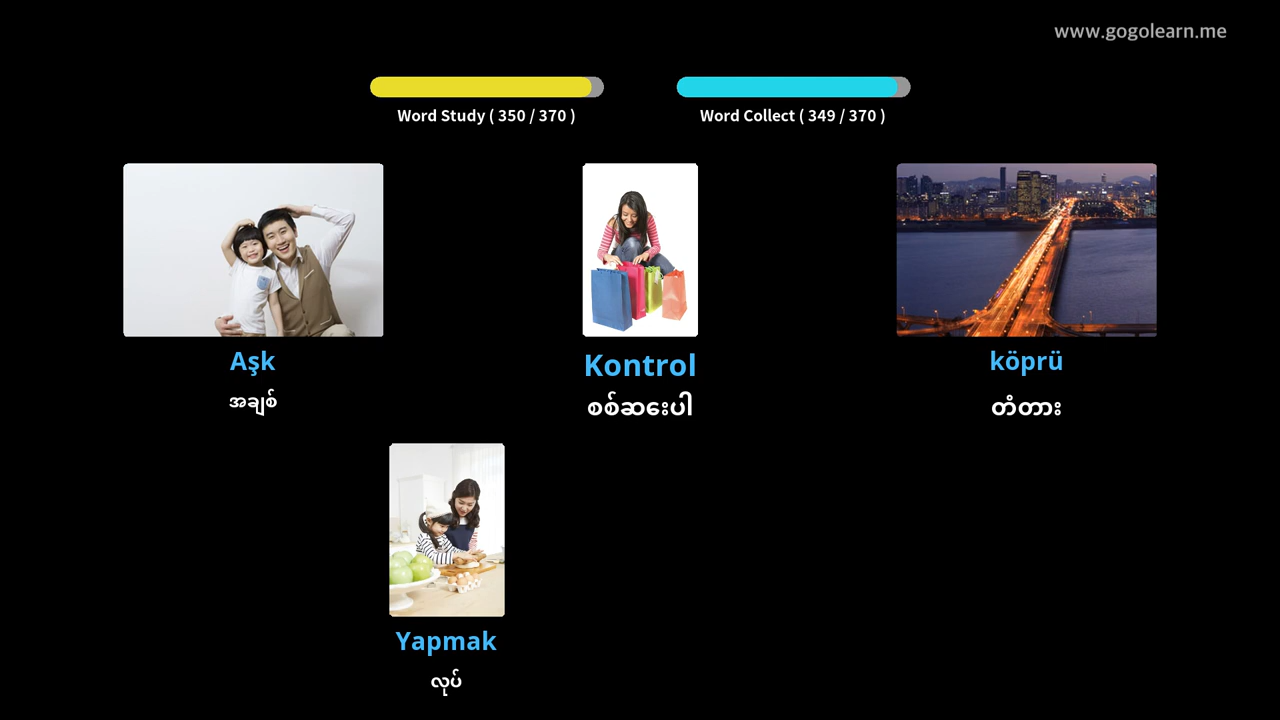 www.gogolearn.me
Word Study ( 350 / 370 )
Word Collect ( 349 / 370 )
Aşk
အချစ်
Kontrol
စစ်ဆေးပါ
köprü
တံတား
Yapmak
လုပ်